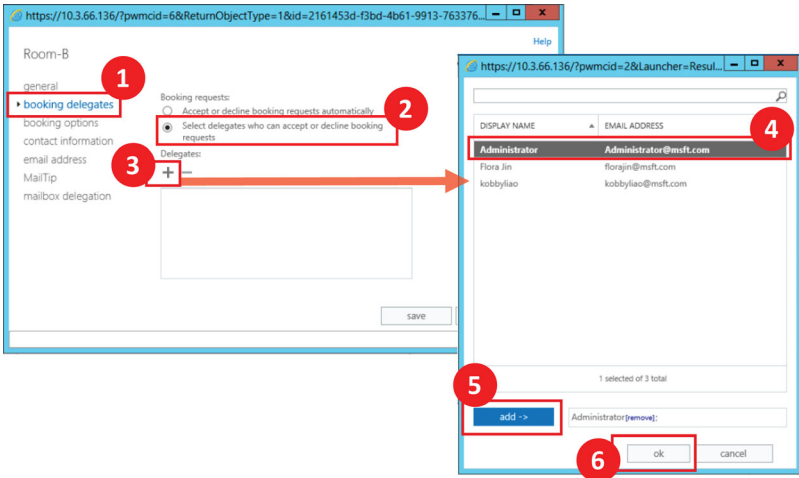 https://10.3.66.136/?pwmcid=6&ReturnObjectType=1&id=2161453d-f3bd-4b61-9913-763376...
Help
Room-B
general
booking delegates
booking options
contact information
email address
MailTip
mailbox delegation
1
Booking requests:
Accept or decline booking requests automatically
Select delegates who can accept or decline booking
requests
2
Delegates:
3
+ −
save
https://10.3.66.136/?pwmcid=2&Launcher=Resul...
DISPLAY NAME EMAIL ADDRESS
4
Administrator Administrator@msft.com
Flora Jin florajin@msft.com
kobbyliao kobbyliao@msft.com
1 selected of 3 total
5
add -> Administrator[remove];
6
ok cancel